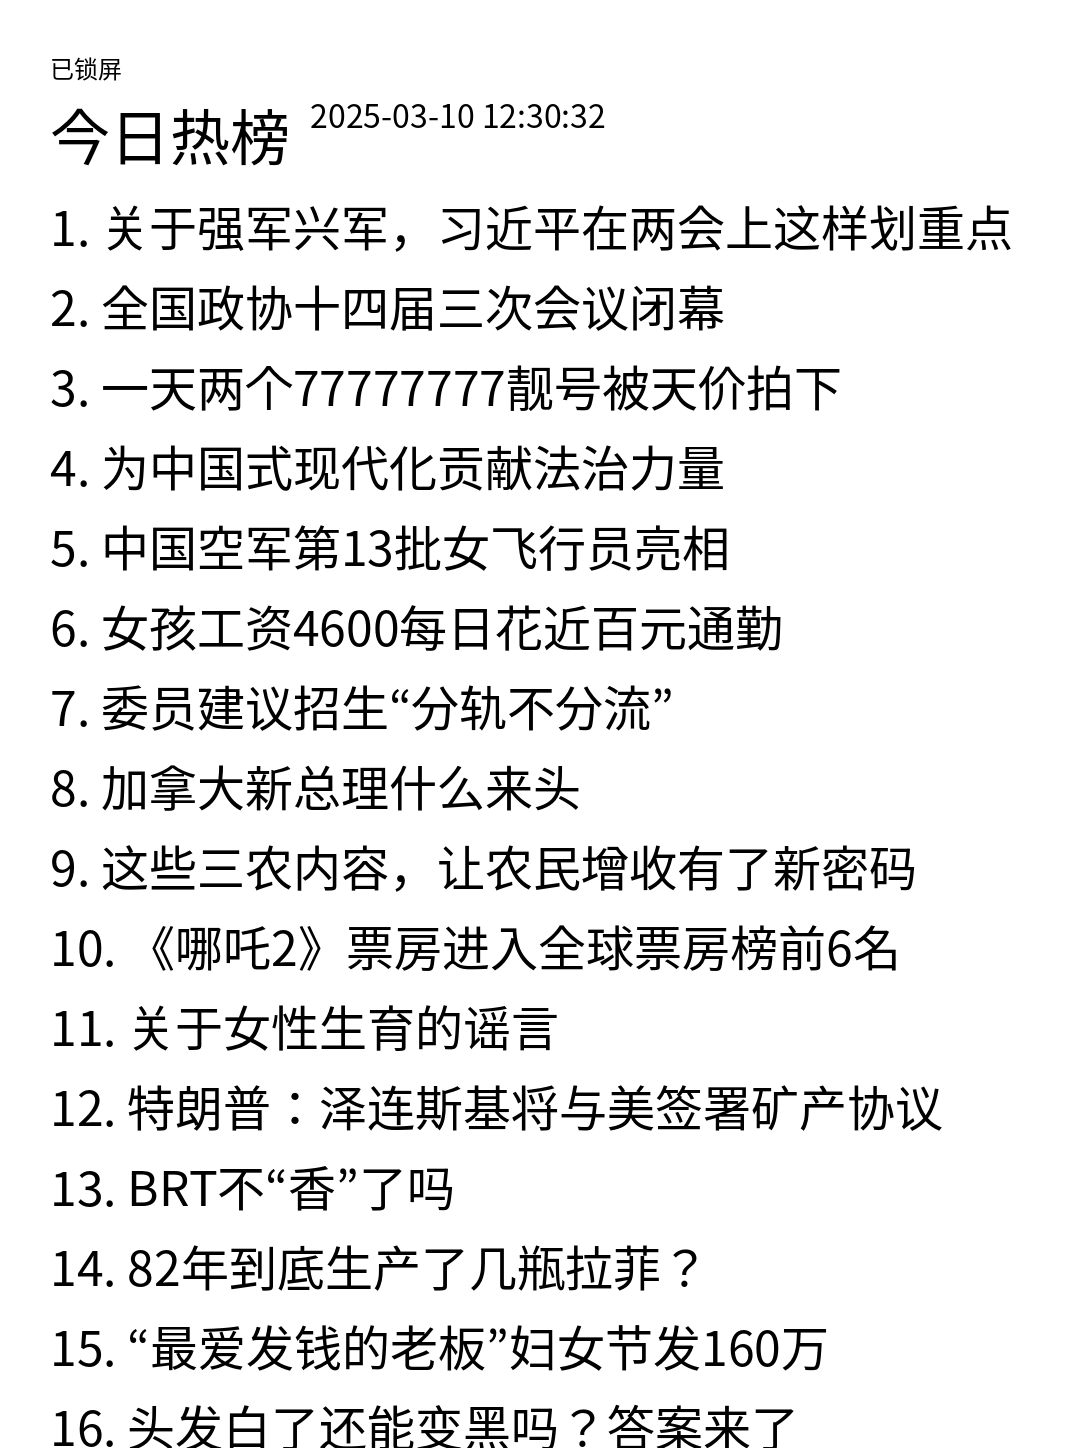 已锁屏
今日热榜 2025-03-10 12:30:32
1. 关于强军兴军，习近平在两会上这样划重点
2. 全国政协十四届三次会议闭幕
3. 一天两个77777777靓号被天价拍下
4. 为中国式现代化贡献法治力量
5. 中国空军第13批女飞行员亮相
6. 女孩工资4600每日花近百元通勤
7. 委员建议招生“分轨不分流”
8. 加拿大新总理什么来头
9. 这些三农内容，让农民增收有了新密码
10. 《哪吒2》票房进入全球票房榜前6名
11. 关于女性生育的谣言
12. 特朗普：泽连斯基将与美签署矿产协议
13. BRT不“香”了吗
14. 82年到底生产了几瓶拉菲？
15. “最爱发钱的老板”妇女节发160万
16. 头发白了还能变黑吗？答案来了